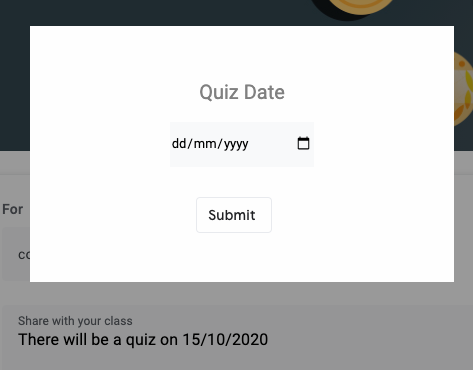 Quiz Date
dd/mm/yyyy
Submit
For
Share with your class
There will be a quiz on 15/10/2020